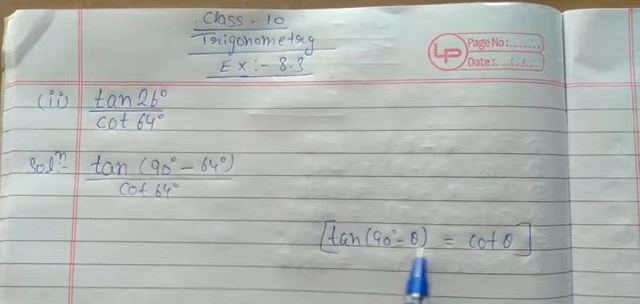 Class - 10
Trigonometry
Ex :- 8.3
LP
Page No:.......
Date:...../...../.....
(ii) tan 26°
cot 64°
Solⁿ:- tan (90° - 64°)
cot 64°
[tan (90° - θ) = cot θ]